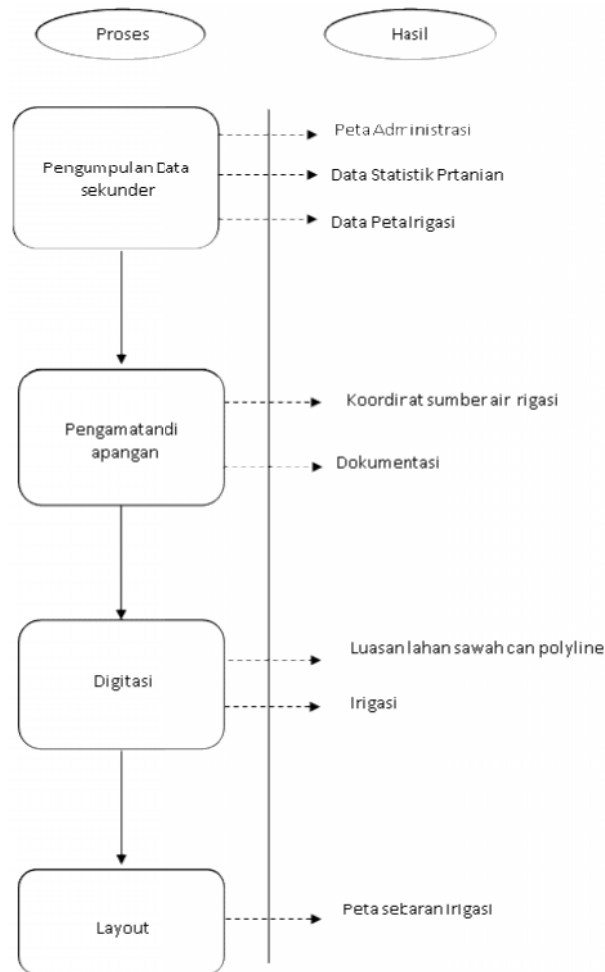 Proses
Hasil
Pengumpulan Data
sekunder
Peta Administrasi
Data Statistik Prtanian
Data Peta Irigasi
Pengamatandi
apangan
Koordirat sumber air rigasi
Dokumentasi
Digitasi
Luasan lahan sawah can polyline
Irigasi
Layout
Peta sebaran Irigasi